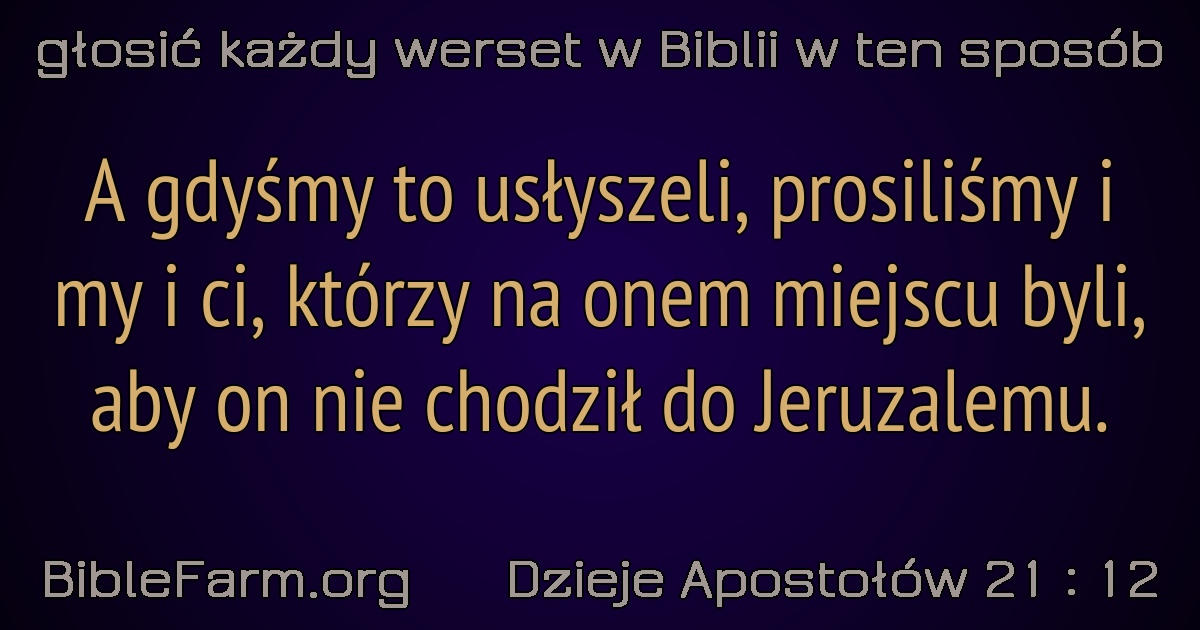 głosić każdy werset w Biblii w ten sposób
A gdyśmy to usłyszeli, prosiliśmy i
my i ci, którzy na onem miejscu byli,
aby on nie chodził do Jeruzalemu.
BibleFarm.org
Dzieje Apostołów 21 : 12